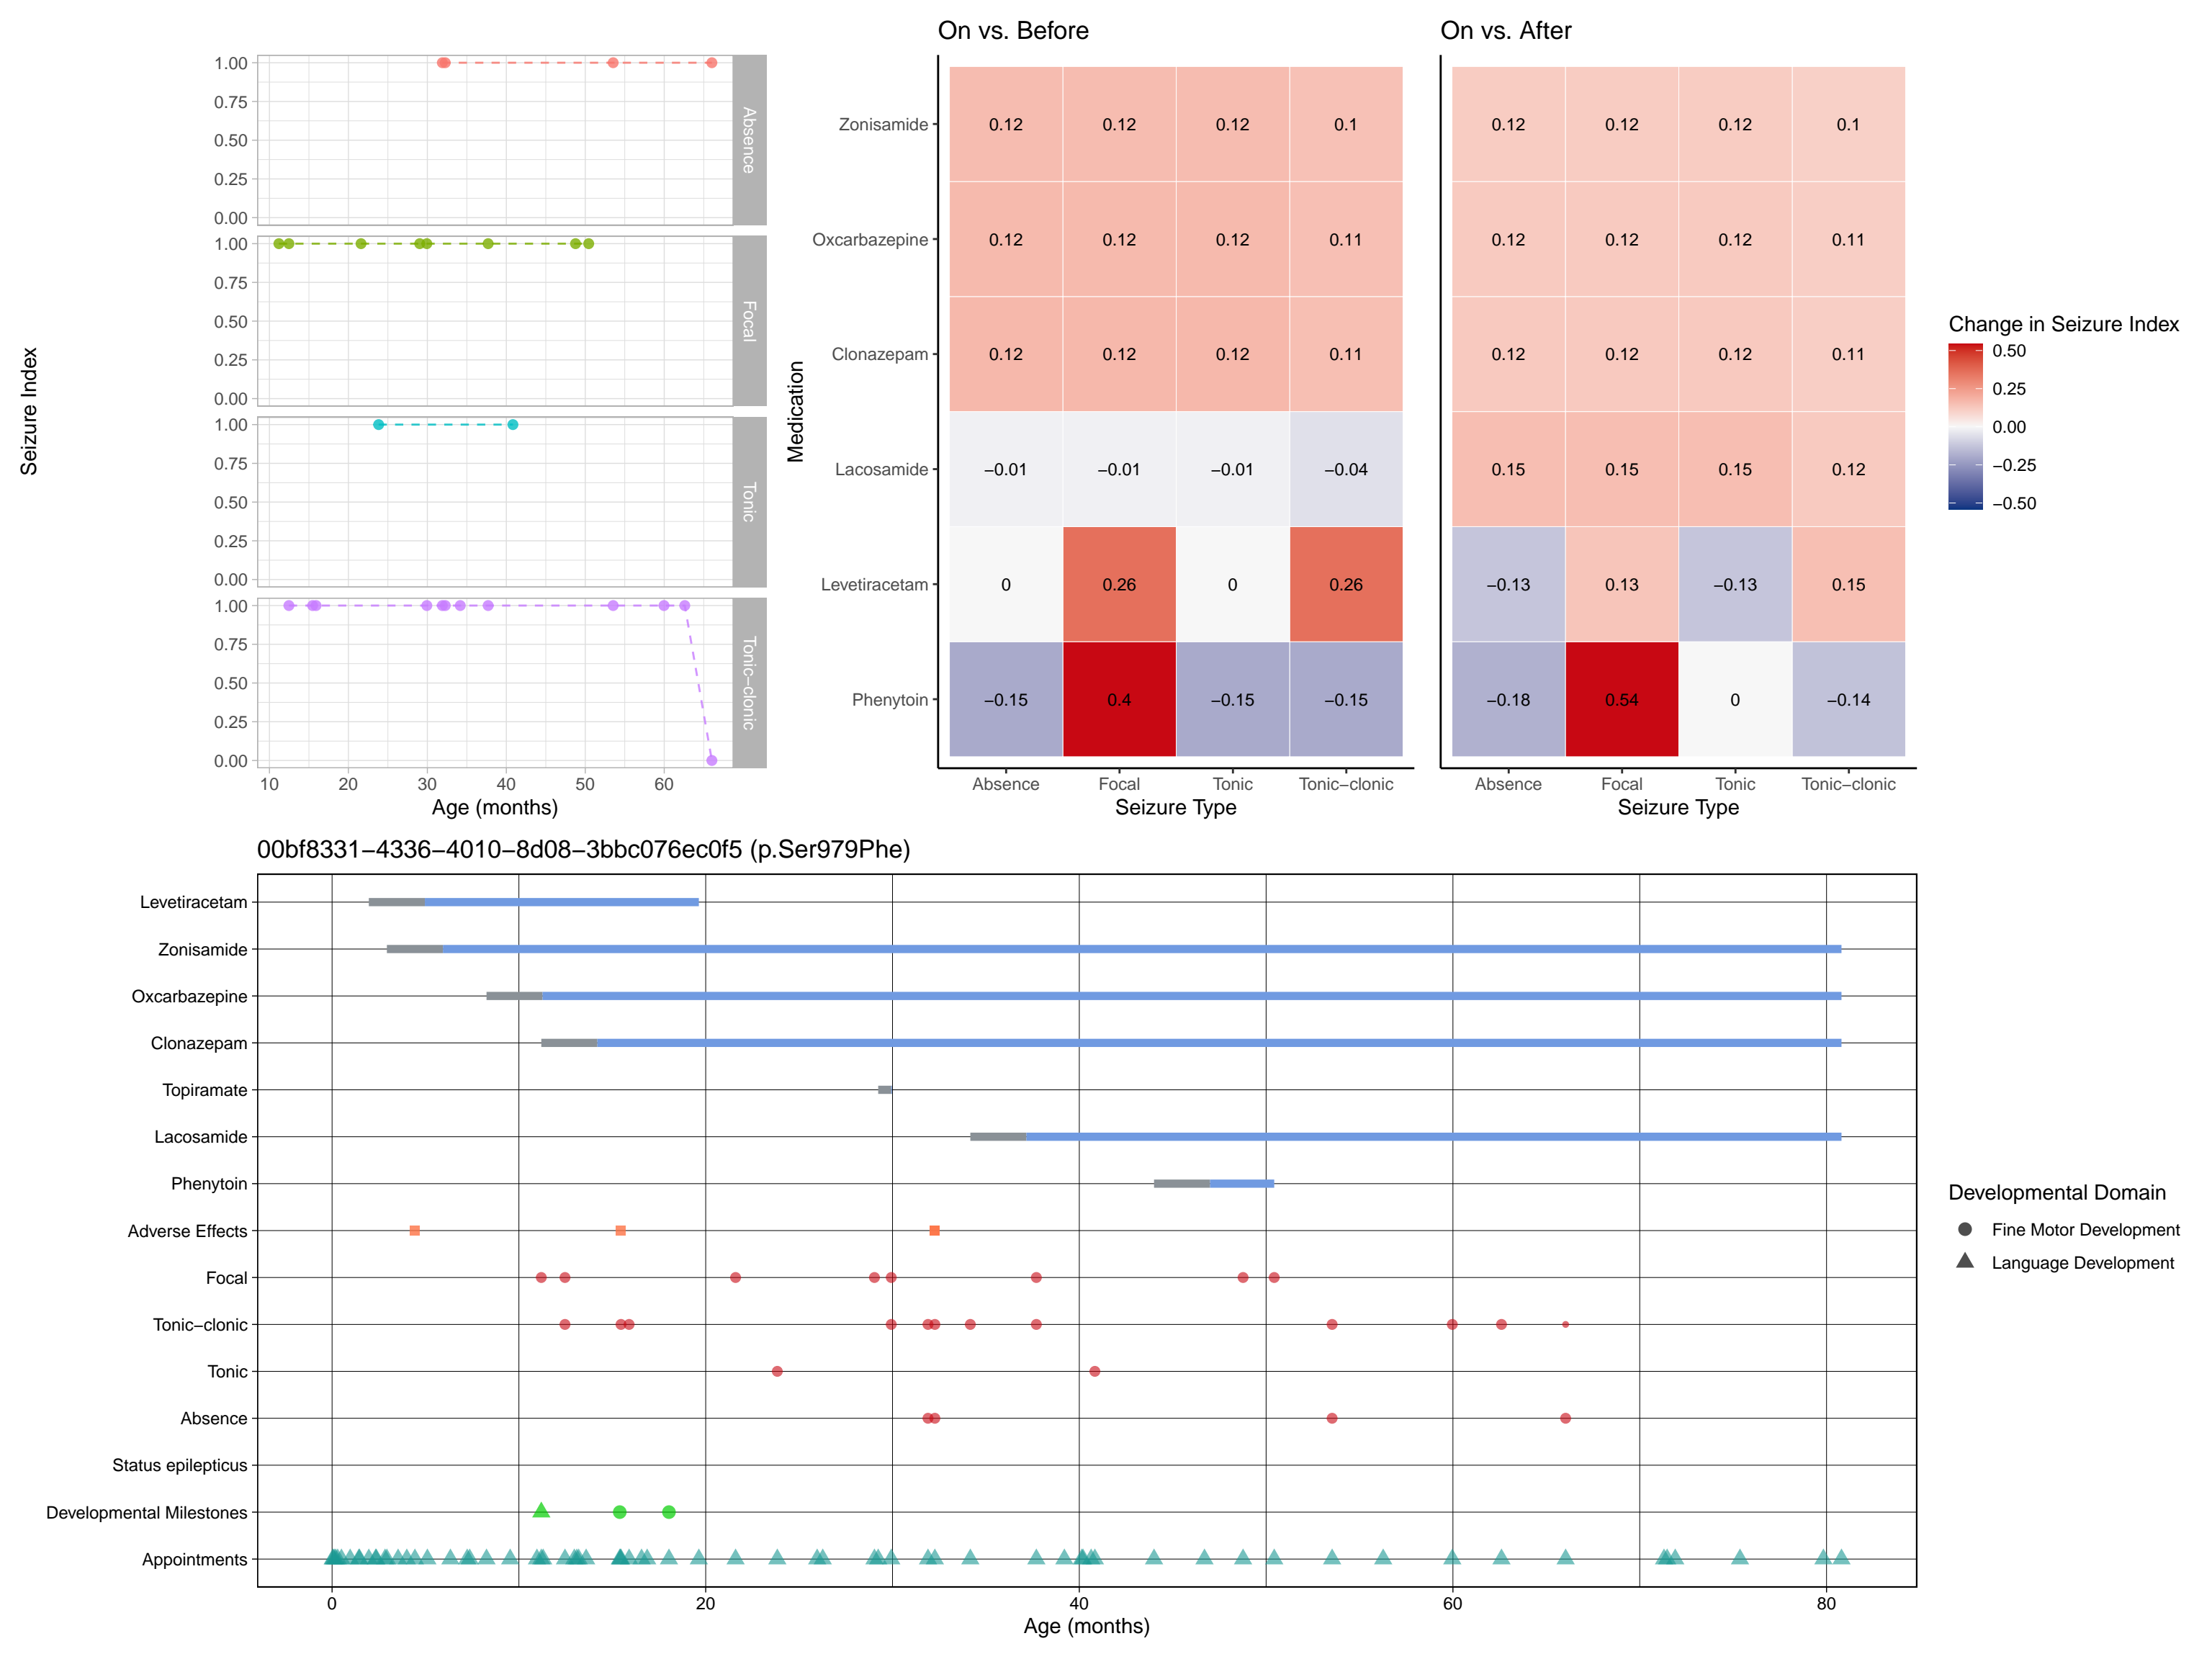 Seizure Index
1.00
0.75
0.50
0.25
0.00
Absence
1.00
0.75
0.50
0.25
0.00
Focal
1.00
0.75
0.50
0.25
0.00
Tonic
1.00
0.75
0.50
0.25
0.00
Tonic−clonic
10 20 30 40 50 60
Age (months)
On vs. Before
Medication
Zonisamide 0.12 0.12 0.12 0.1
Oxcarbazepine 0.12 0.12 0.12 0.11
Clonazepam 0.12 0.12 0.12 0.11
Lacosamide −0.01 −0.01 −0.01 −0.04
Levetiracetam 0 0.26 0 0.26
Phenytoin −0.15 0.4 −0.15 −0.15
Absence Focal Tonic Tonic−clonic
Seizure Type
On vs. After
0.12 0.12 0.12 0.1
0.12 0.12 0.12 0.11
0.12 0.12 0.12 0.11
0.15 0.15 0.15 0.12
−0.13 0.13 −0.13 0.15
−0.18 0.54 0 −0.14
Absence Focal Tonic Tonic−clonic
Seizure Type
Change in Seizure Index
0.50
0.25
0.00
−0.25
−0.50
00bf8331−4336−4010−8d08−3bbc076ec0f5 (p.Ser979Phe)
Levetiracetam
Zonisamide
Oxcarbazepine
Clonazepam
Topiramate
Lacosamide
Phenytoin
Adverse Effects
Focal
Tonic−clonic
Tonic
Absence
Status epilepticus
Developmental Milestones
Appointments
0 20 40 60 80
Age (months)
Developmental Domain
Fine Motor Development
Language Development